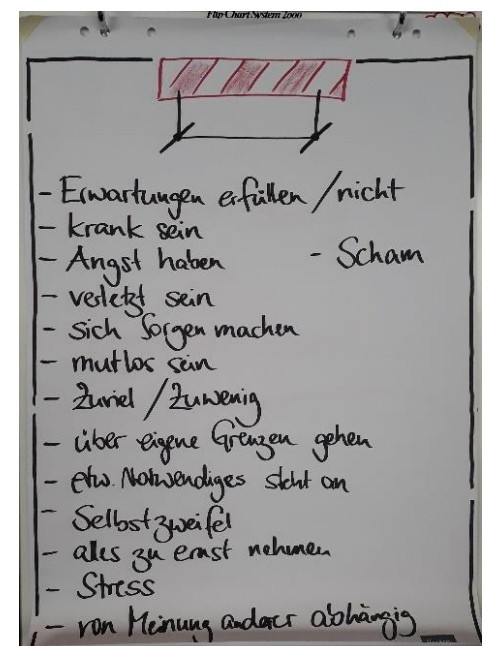 Flip Chart System 2000
- Erwartungen erfüllen / nicht
- krank sein
- Angst haben - Scham
- verletzt sein
- sich Sorgen machen
- mutlos sein
- Zuviel / Zuwenig
- über eigene Grenzen gehen
- etw. Notwendiges steht an
- Selbstzweifel
- alles zu ernst nehmen
- Stress
- von Meinung anderer abhängig